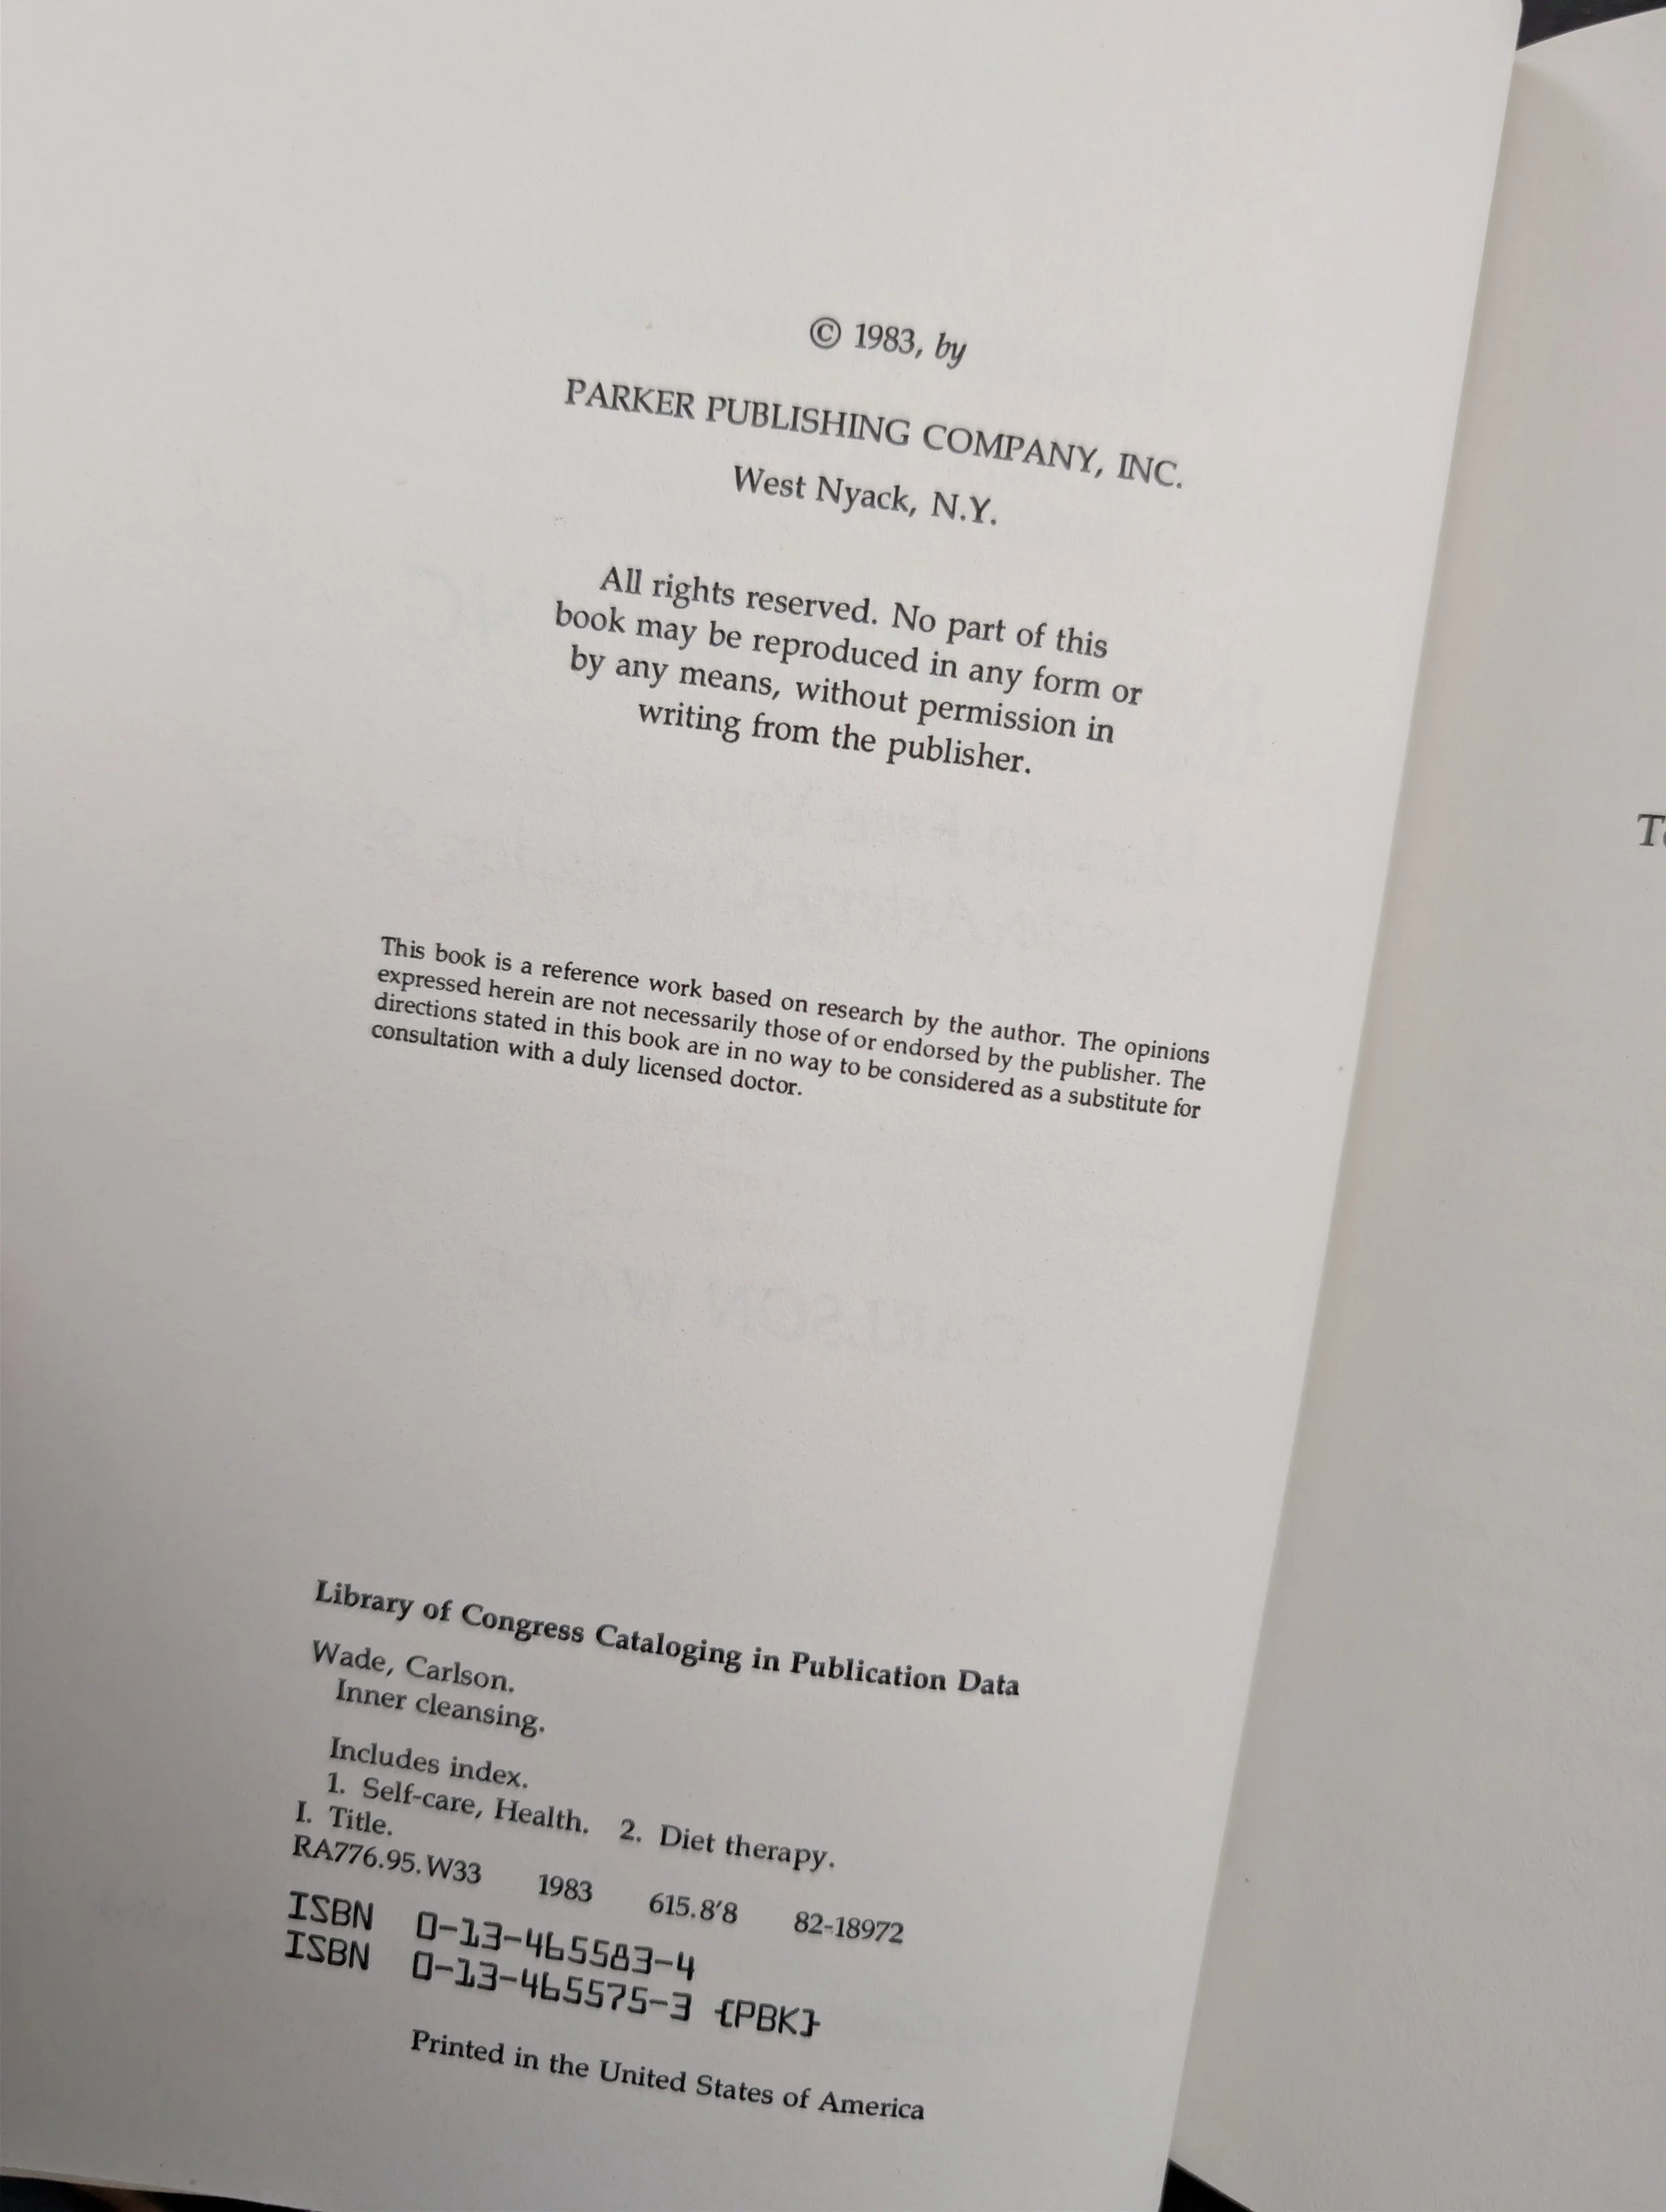 © 1983, by
PARKER PUBLISHING COMPANY, INC.
West Nyack, N.Y.
All rights reserved. No part of this
book may be reproduced in any form or
by any means, without permission in
writing from the publisher.
This book is a reference work based on research by the author. The opinions
expressed herein are not necessarily those of or endorsed by the publisher. The
directions stated in this book are in no way to be considered as a substitute for
consultation with a duly licensed doctor.
CARLSON WADE
Library of Congress Cataloging in Publication Data
Wade, Carlson.
Inner cleansing.
Includes index.
1. Self-care, Health. 2. Diet therapy.
I. Title.
RA776.95.W33 1983 615.8'8 82-18972
ISBN 0-13-465583-4
ISBN 0-13-465575-3 {PBK}
Printed in the United States of America